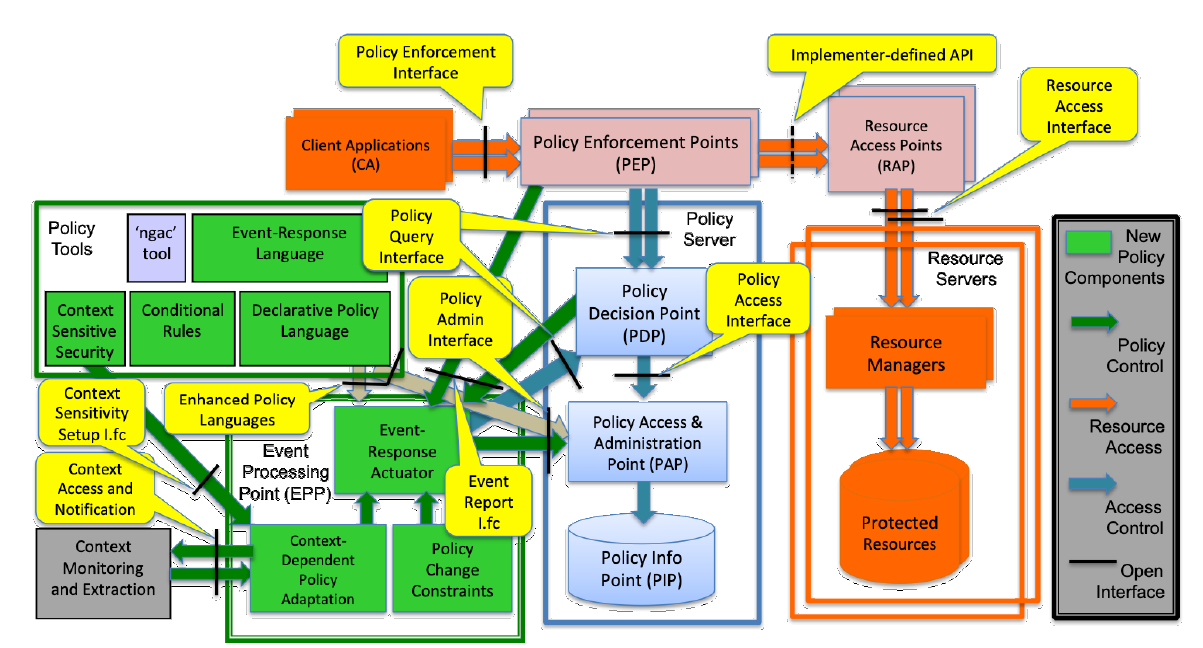 Policy Enforcement
Interface
Implementer-defined API
Resource
Access
Interface
Client Applications
(CA)
Policy Enforcement Points
(PEP)
Resource
Access Points
(RAP)
Policy
Tools
‘ngac’
tool
Event-Response
Language
Context
Sensitive
Security
Conditional
Rules
Declarative Policy
Language
Policy
Query
Interface
Policy
Server
Policy
Admin
Interface
Policy
Decision Point
(PDP)
Policy
Access
Interface
Resource
Servers
Resource
Managers
Protected
Resources
Context
Sensitivity
Setup I.fc
Enhanced Policy
Languages
Context
Access and
Notification
Event
Processing
Point (EPP)
Event-
Response
Actuator
Event
Report
I.fc
Policy Access &
Administration
Point (PAP)
Policy Info
Point (PIP)
Context
Monitoring
and Extraction
Context-
Dependent
Policy
Adaptation
Policy
Change
Constraints
New
Policy
Components
Policy
Control
Resource
Access
Access
Control
Open
Interface